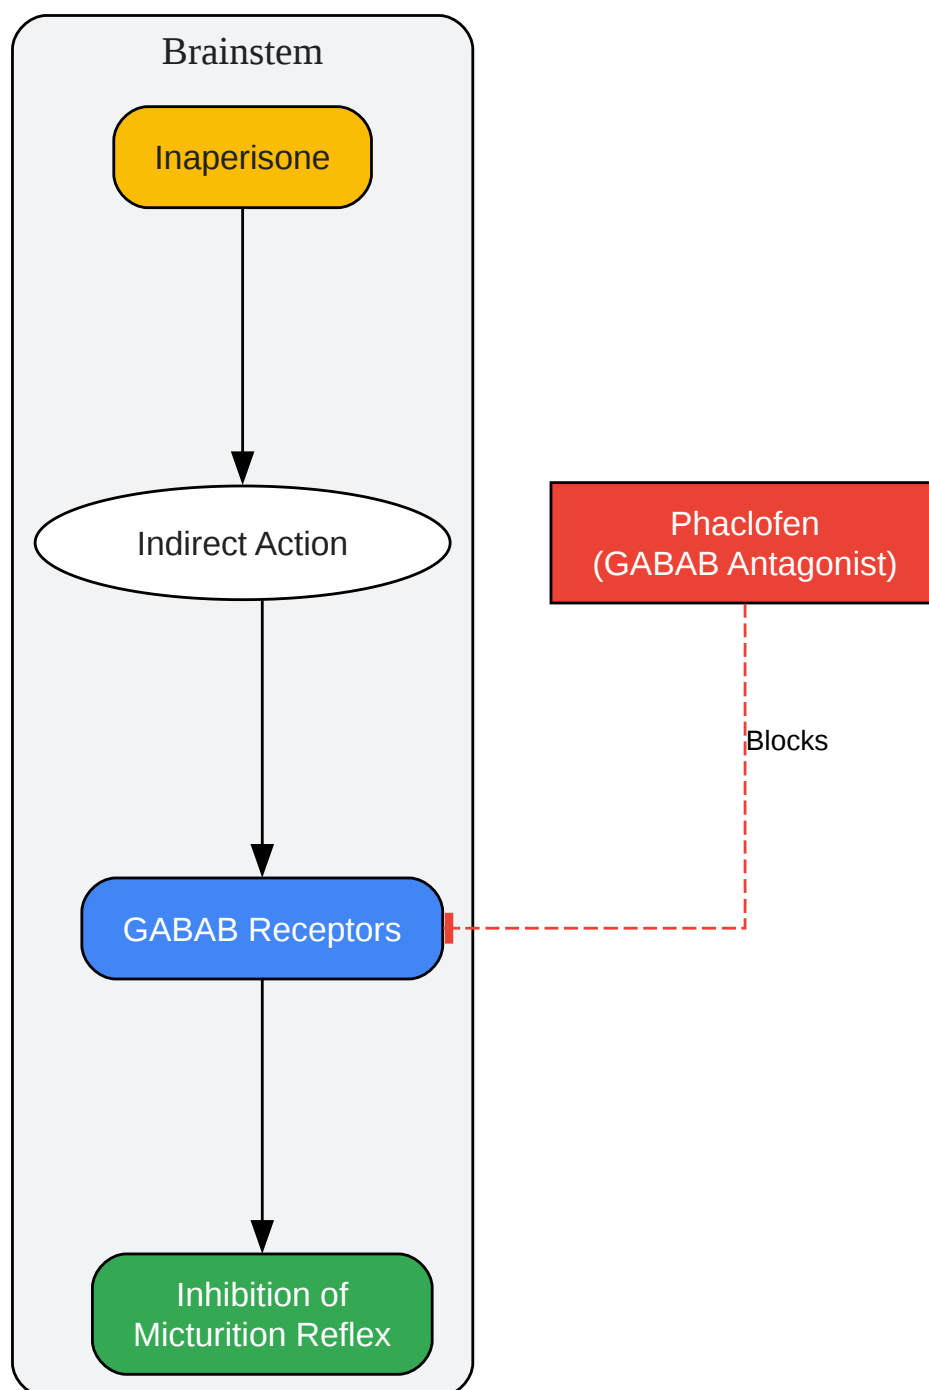 Brainstem
Inaperisone
Indirect Action
Phaclofen
(GABAB Antagonist)
Blocks
GABAB Receptors
Inhibition of
Micturition Reflex